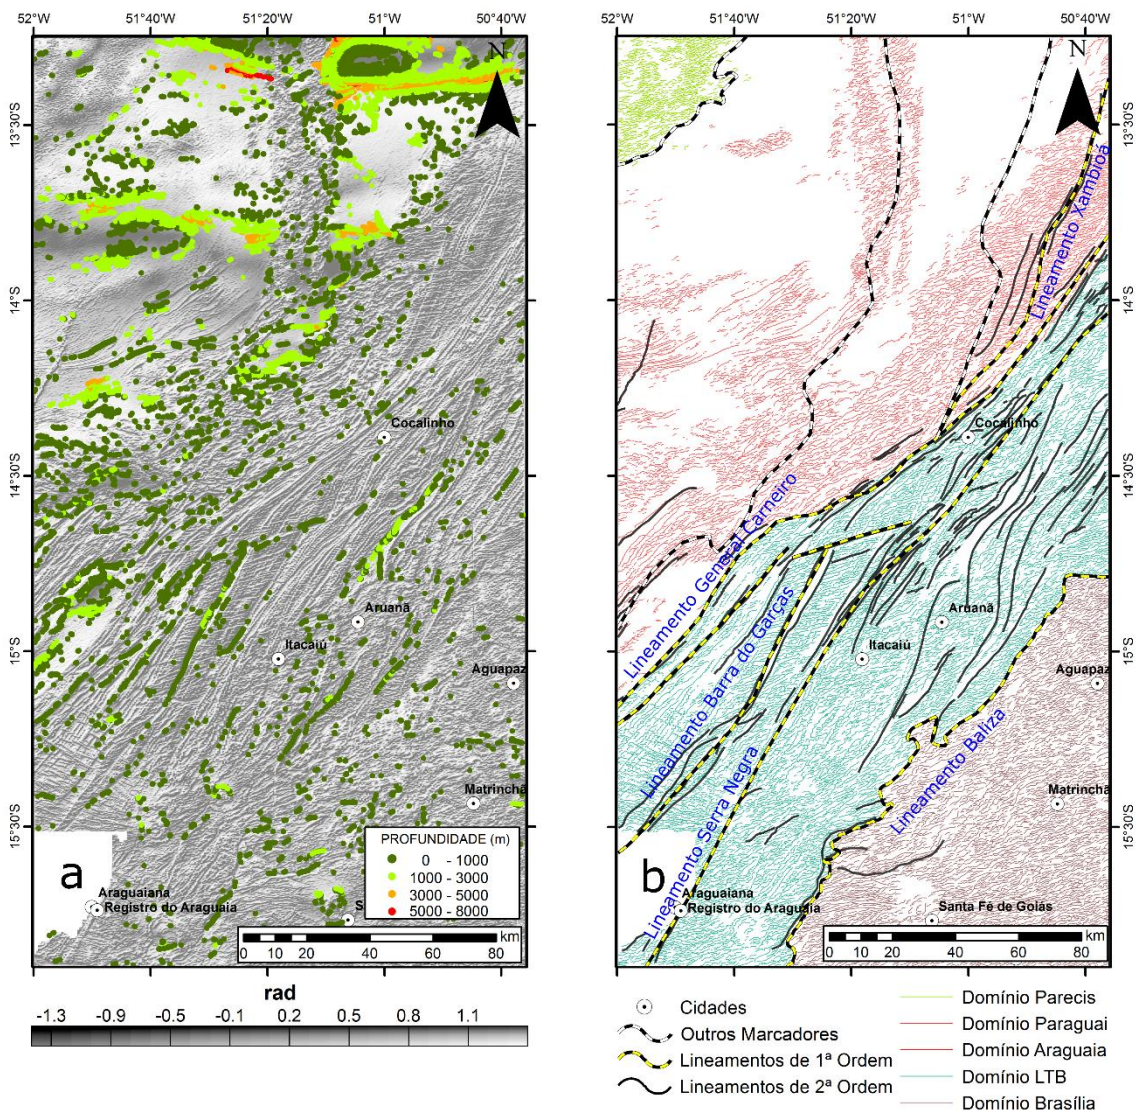 52°W 51°40'W 51°20'W 51°W 50°40'W
52°W 51°40'W 51°20'W 51°W 50°40'W
N
N
13°30'S
14°S
14°30'S
15°S
15°30'S
13°30'S
14°S
14°30'S
15°S
15°30'S
Cocalinho
Aruanã
Itacaiú
Aguapaz
Matrinchã
Araguaiana
Registro do Araguaia
S
a
PROFUNDIDADE (m)
0 - 1000
1000 - 3000
3000 - 5000
5000 - 8000
km
0 10 20 40 60 80
rad
-1.3 -0.9 -0.5 -0.1 0.2 0.5 0.8 1.1
Lineamento Xambioá
Cocalinho
Lineamento General Carneiro
Aruanã
Itacaiú
Lineamento Barra do Garças
Aguapaz
Lineamento Baliza
Lineamento Serra Negra
Matrinchã
b
Araguaiana
Registro do Araguaia
Santa Fé de Goiás
km
0 10 20 40 60 80
Cidades
Outros Marcadores
Lineamentos de 1ª Ordem
Lineamentos de 2ª Ordem
Domínio Parecis
Domínio Paraguai
Domínio Araguaia
Domínio LTB
Domínio Brasília